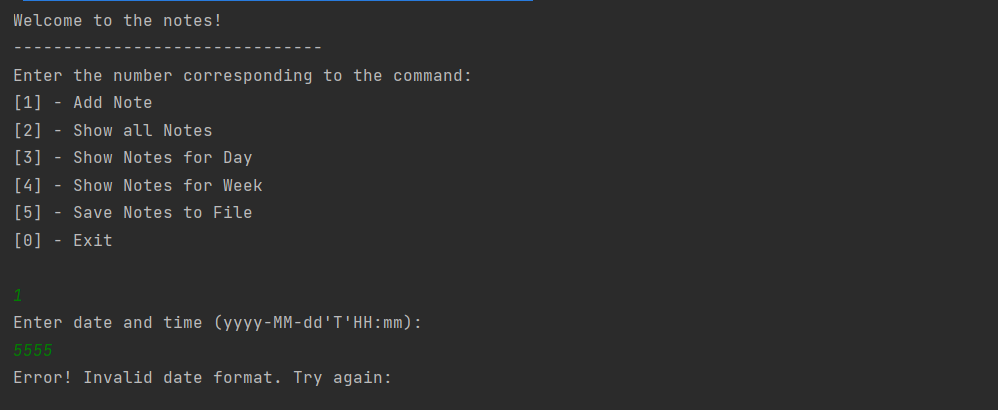 Welcome to the notes!
-------------------------------
Enter the number corresponding to the command:
[1] - Add Note
[2] - Show all Notes
[3] - Show Notes for Day
[4] - Show Notes for Week
[5] - Save Notes to File
[0] - Exit
1
Enter date and time (yyyy-MM-dd'T'HH:mm):
5555
Error! Invalid date format. Try again: